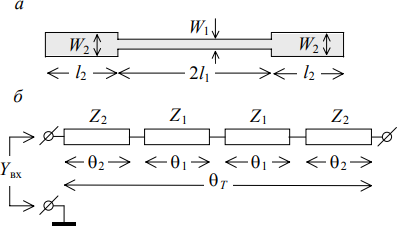 а
W₂ W₁ W₂
l₂ 2l₁ l₂
б
Z₂ Z₁ Z₁ Z₂
Yвх
θ₂ θ₁ θ₁ θ₂
θT